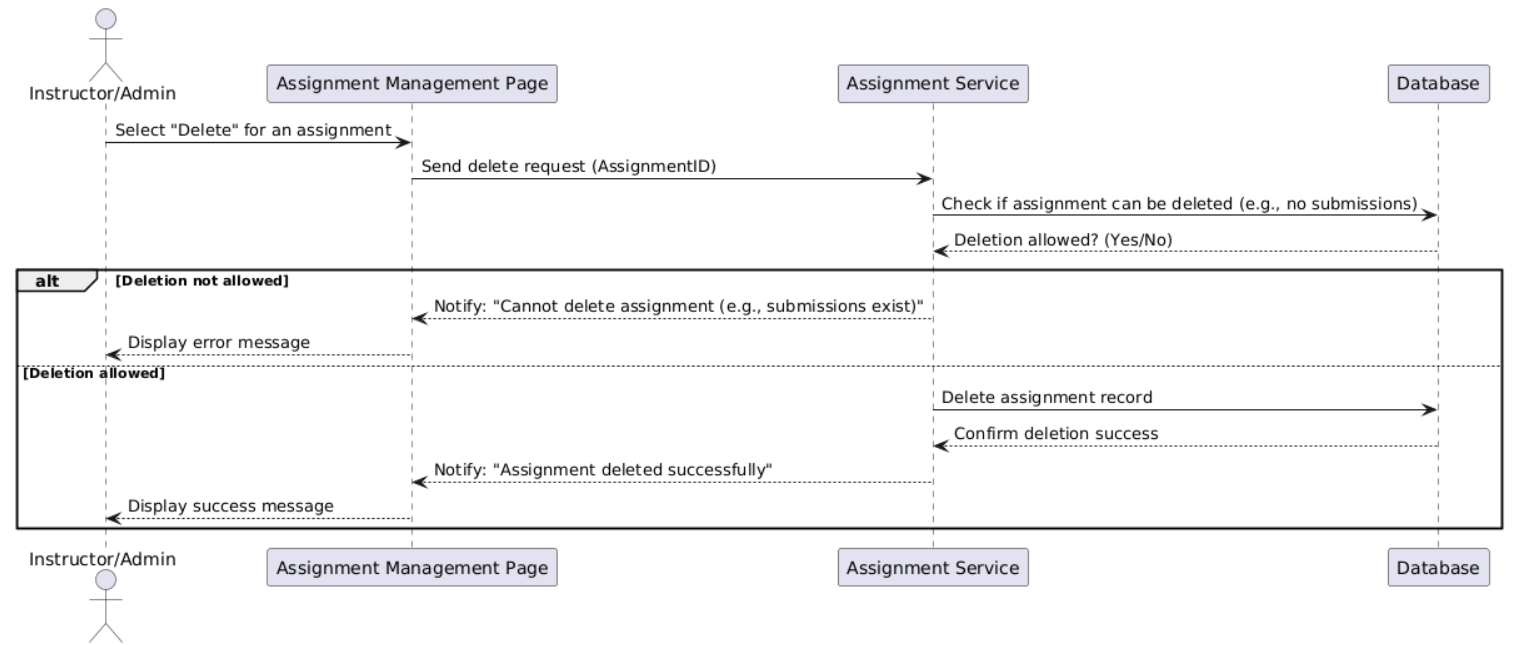 Instructor/Admin
Assignment Management Page
Assignment Service
Database
Select "Delete" for an assignment
Send delete request (AssignmentID)
Check if assignment can be deleted (e.g., no submissions)
Deletion allowed? (Yes/No)
alt
[Deletion not allowed]
Notify: "Cannot delete assignment (e.g., submissions exist)"
Display error message
[Deletion allowed]
Delete assignment record
Confirm deletion success
Notify: "Assignment deleted successfully"
Display success message
Instructor/Admin
Assignment Management Page
Assignment Service
Database